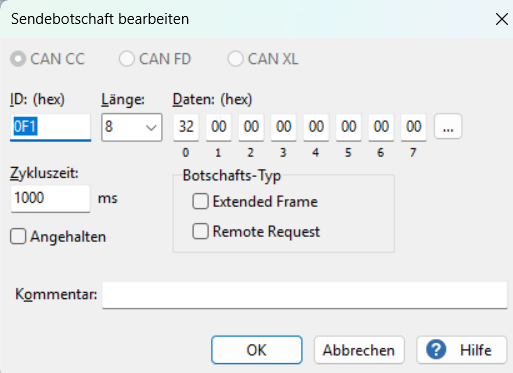 Sendebotschaft bearbeiten
CAN CC CAN FD CAN XL
ID: (hex) Länge: Daten: (hex)
0F1 8 32 00 00 00 00 00 00 00 ...
0 1 2 3 4 5 6 7
Zykluszeit: Botschafts-Typ
1000 ms Extended Frame
Angehalten Remote Request
Kommentar:
OK Abbrechen ? Hilfe